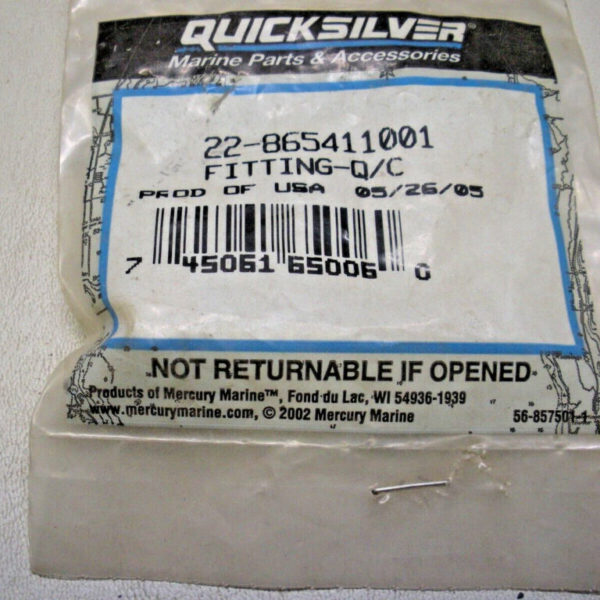 QUICKSILVER®
Marine Parts & Accessories
22-865411001
FITTING-Q/C
PROD OF USA 05/26/05
7 45061 65006 0
NOT RETURNABLE IF OPENED
Products of Mercury Marine™, Fond du Lac, WI 54936-1939
www.mercurymarine.com, © 2002 Mercury Marine 56-857501-1